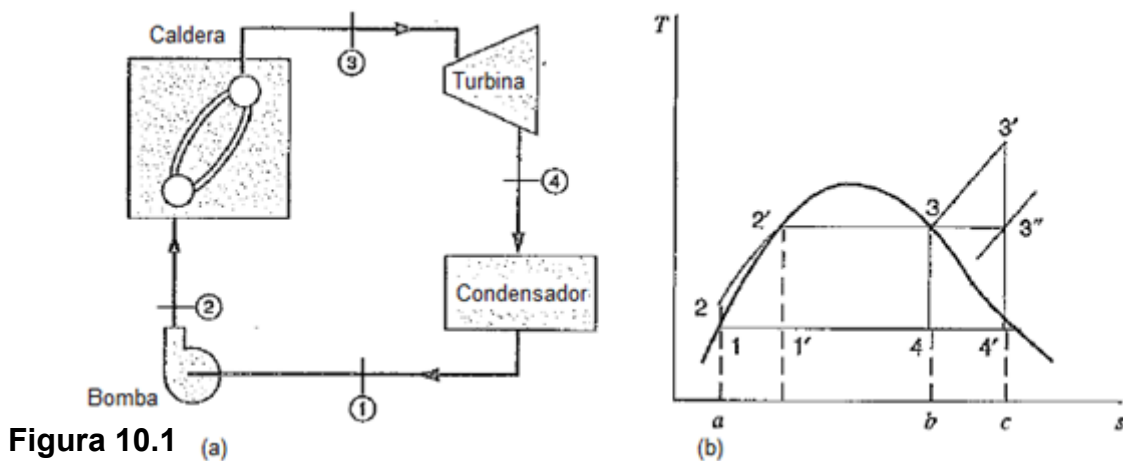 Caldera
③
Turbina
④
Condensador
②
①
Bomba
Figura 10.1 (a)
T
3'
3
2'
3"
2
1
1'
4
4'
a
b
c
s
(b)